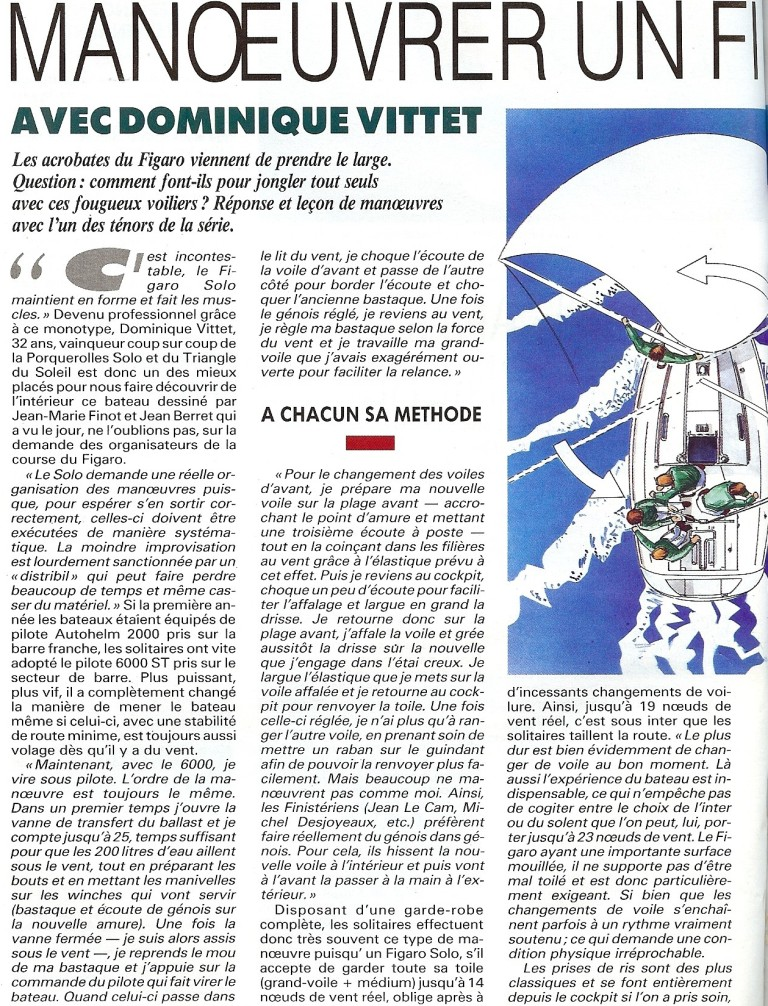 MANŒUVRER UN FI
AVEC DOMINIQUE VITTET
Les acrobates du Figaro viennent de prendre le large.
Question : comment font-ils pour jongler tout seuls
avec ces fougueux voiliers ? Réponse et leçon de manœuvres
avec l'un des ténors de la série.
“ C'est incontes-
table, le Fi-
garo Solo
maintient en forme et fait les mus-
cles. » Devenu professionnel grâce
à ce monotype, Dominique Vittet,
32 ans, vainqueur coup sur coup de
la Porquerolles Solo et du Triangle
du Soleil est donc un des mieux
placés pour nous faire découvrir de
l'intérieur ce bateau dessiné par
Jean-Marie Finot et Jean Berret qui
a vu le jour, ne l'oublions pas, sur la
demande des organisateurs de la
course du Figaro.
« Le Solo demande une réelle or-
ganisation des manœuvres puis-
que, pour espérer s'en sortir cor-
rectement, celles-ci doivent être
exécutées de manière systéma-
tique. La moindre improvisation
est lourdement sanctionnée par un
« distribil » qui peut faire perdre
beaucoup de temps et même cas-
ser du matériel. » Si la première an-
née les bateaux étaient équipés de
pilote Autohelm 2000 pris sur la
barre franche, les solitaires ont vite
adopté le pilote 6000 ST pris sur le
secteur de barre. Plus puissant,
plus vif, il a complètement changé
la manière de mener le bateau
même si celui-ci, avec une stabilité
de route minime, est toujours aussi
volage dès qu'il y a du vent.
« Maintenant, avec le 6000, je
vire sous pilote. L'ordre de la ma-
nœuvre est toujours le même.
Dans un premier temps j'ouvre la
vanne de transfert du ballast et je
compte jusqu'à 25, temps suffisant
pour que les 200 litres d'eau aillent
sous le vent, tout en préparant les
bouts et en mettant les manivelles
sur les winches qui vont servir
(bastaque et écoute de génois sur
la nouvelle amure). Une fois la
vanne fermée — je suis alors assis
sous le vent —, je reprends le mou
de ma bastaque et j'appuie sur la
commande du pilote qui fait virer le
bateau. Quand celui-ci passe dans
le lit du vent, je choque l'écoute de
la voile d'avant et passe de l'autre
côté pour border l'écoute et cho-
quer l'ancienne bastaque. Une fois
le génois réglé, je reviens au vent,
je règle ma bastaque selon la force
du vent et je travaille ma grand-
voile que j'avais exagérément ou-
verte pour faciliter la relance. »
A CHACUN SA METHODE
« Pour le changement des voiles
d'avant, je prépare ma nouvelle
voile sur la plage avant — accro-
chant le point d'amure et mettant
une troisième écoute à poste —
tout en la coinçant dans les filières
au vent grâce à l'élastique prévu à
cet effet. Puis je reviens au cockpit,
choque un peu d'écoute pour facili-
ter l'affalage et largue en grand la
drisse. Je retourne donc sur la
plage avant, j'affale la voile et grée
aussitôt la drisse sûr la nouvelle
que j'engage dans l'étai creux. Je
largue l'élastique que je mets sur la
voile affalée et je retourne au cock-
pit pour renvoyer la toile. Une fois
celle-ci réglée, je n'ai plus qu'à ran-
ger l'autre voile, en prenant soin de
mettre un raban sur le guindant
afin de pouvoir la renvoyer plus fa-
cilement. Mais beaucoup ne ma-
nœuvrent pas comme moi. Ainsi,
les Finistériens (Jean Le Cam, Mi-
chel Desjoyeaux, etc.) préfèrent
faire réellement du génois dans gé-
nois. Pour cela, ils hissent la nou-
velle voile à l'intérieur et puis vont
à l'avant la passer à la main à l'ex-
térieur. »
Disposant d'une garde-robe
complète, les solitaires effectuent
donc très souvent ce type de ma-
nœuvre puisqu' un Figaro Solo, s'il
accepte de garder toute sa toile
(grand-voile + médium) jusqu'à 14
nœuds de vent réel, oblige après à
d'incessants changements de voi-
lure. Ainsi, jusqu'à 19 nœuds de
vent réel, c'est sous inter que les
solitaires taillent la route. « Le plus
dur est bien évidemment de chan-
ger de voile au bon moment. Là
aussi l'expérience du bateau est in-
dispensable, ce qui n'empêche pas
de cogiter entre le choix de l'inter
ou du solent que l'on peut, lui, por-
ter jusqu'à 23 nœuds de vent. Le Fi-
garo ayant une importante surface
mouillée, il ne supporte pas d'être
mal toilé et est donc particulière-
ment exigeant. Si bien que les
changements de voile s'enchaî-
nent parfois à un rythme vraiment
soutenu ; ce qui demande une con-
dition physique irréprochable.
Les prises de ris sont des plus
classiques et se font entièrement
depuis le cockpit si l'on a pris soin,